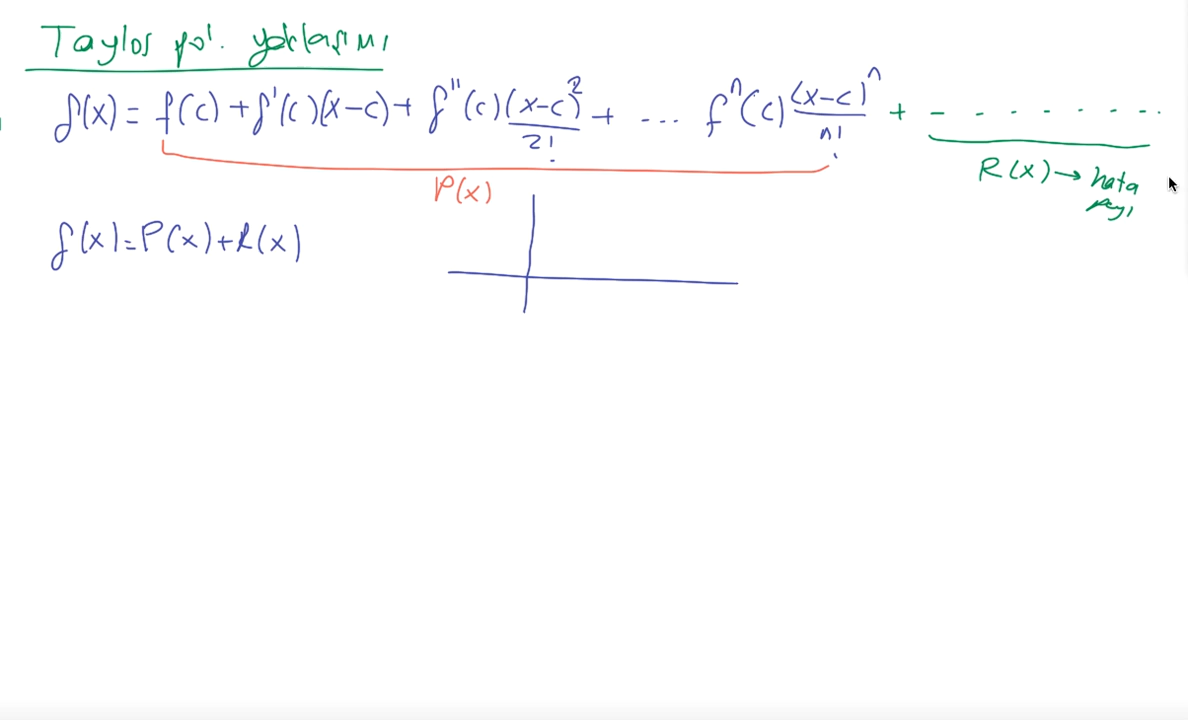 Taylor pol. yaklaşımı
f(x) = f(c) + f'(c)(x-c) + f''(c)(x-c)²/2! + ... fⁿ(c)(x-c)ⁿ/n! + - . . . . . . .
P(x)
R(x) → hata payı
f(x) = P(x) + R(x)